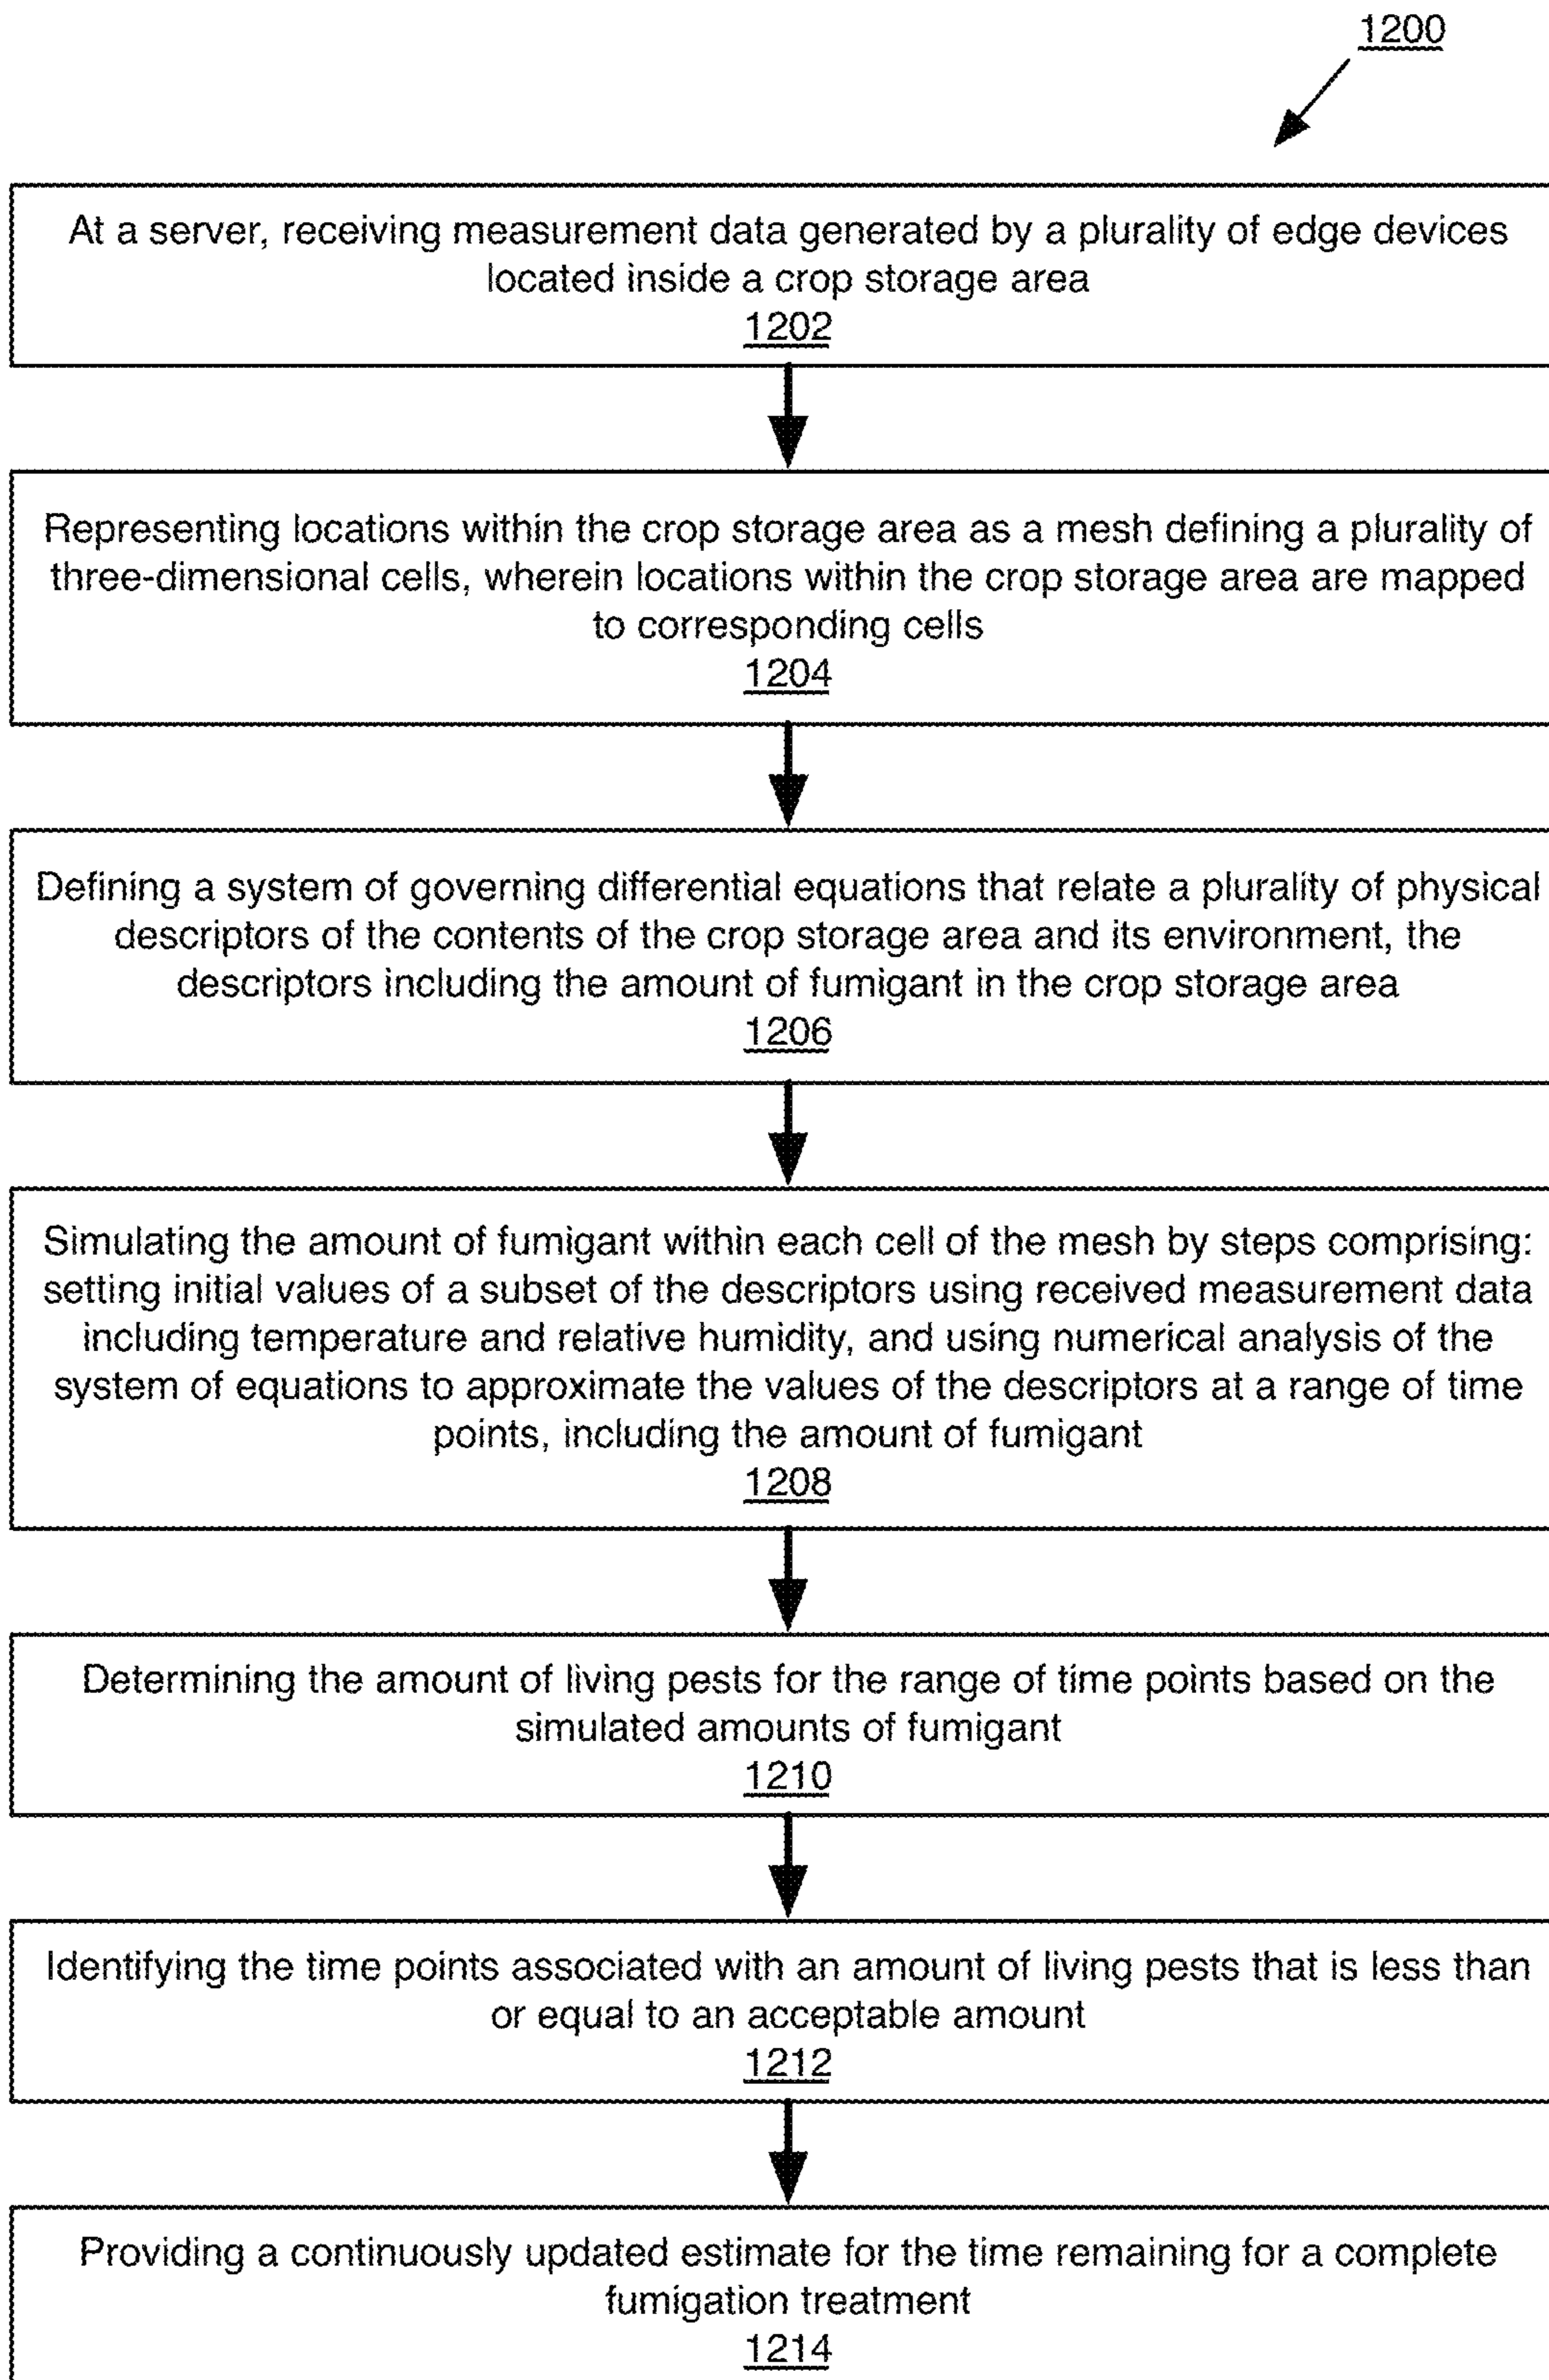 1200
At a server, receiving measurement data generated by a plurality of edge devices
located inside a crop storage area
1202
Representing locations within the crop storage area as a mesh defining a plurality of
three-dimensional cells, wherein locations within the crop storage area are mapped
to corresponding cells
1204
Defining a system of governing differential equations that relate a plurality of physical
descriptors of the contents of the crop storage area and its environment, the
descriptors including the amount of fumigant in the crop storage area
1206
Simulating the amount of fumigant within each cell of the mesh by steps comprising:
setting initial values of a subset of the descriptors using received measurement data
including temperature and relative humidity, and using numerical analysis of the
system of equations to approximate the values of the descriptors at a range of time
points, including the amount of fumigant
1208
Determining the amount of living pests for the range of time points based on the
simulated amounts of fumigant
1210
Identifying the time points associated with an amount of living pests that is less than
or equal to an acceptable amount
1212
Providing a continuously updated estimate for the time remaining for a complete
fumigation treatment
1214